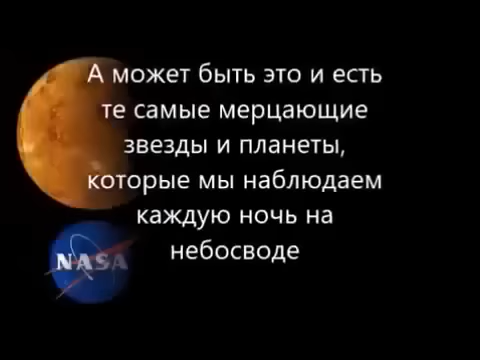 А может быть это и есть
те самые мерцающие
звезды и планеты,
которые мы наблюдаем
каждую ночь на
небосводе
NASA